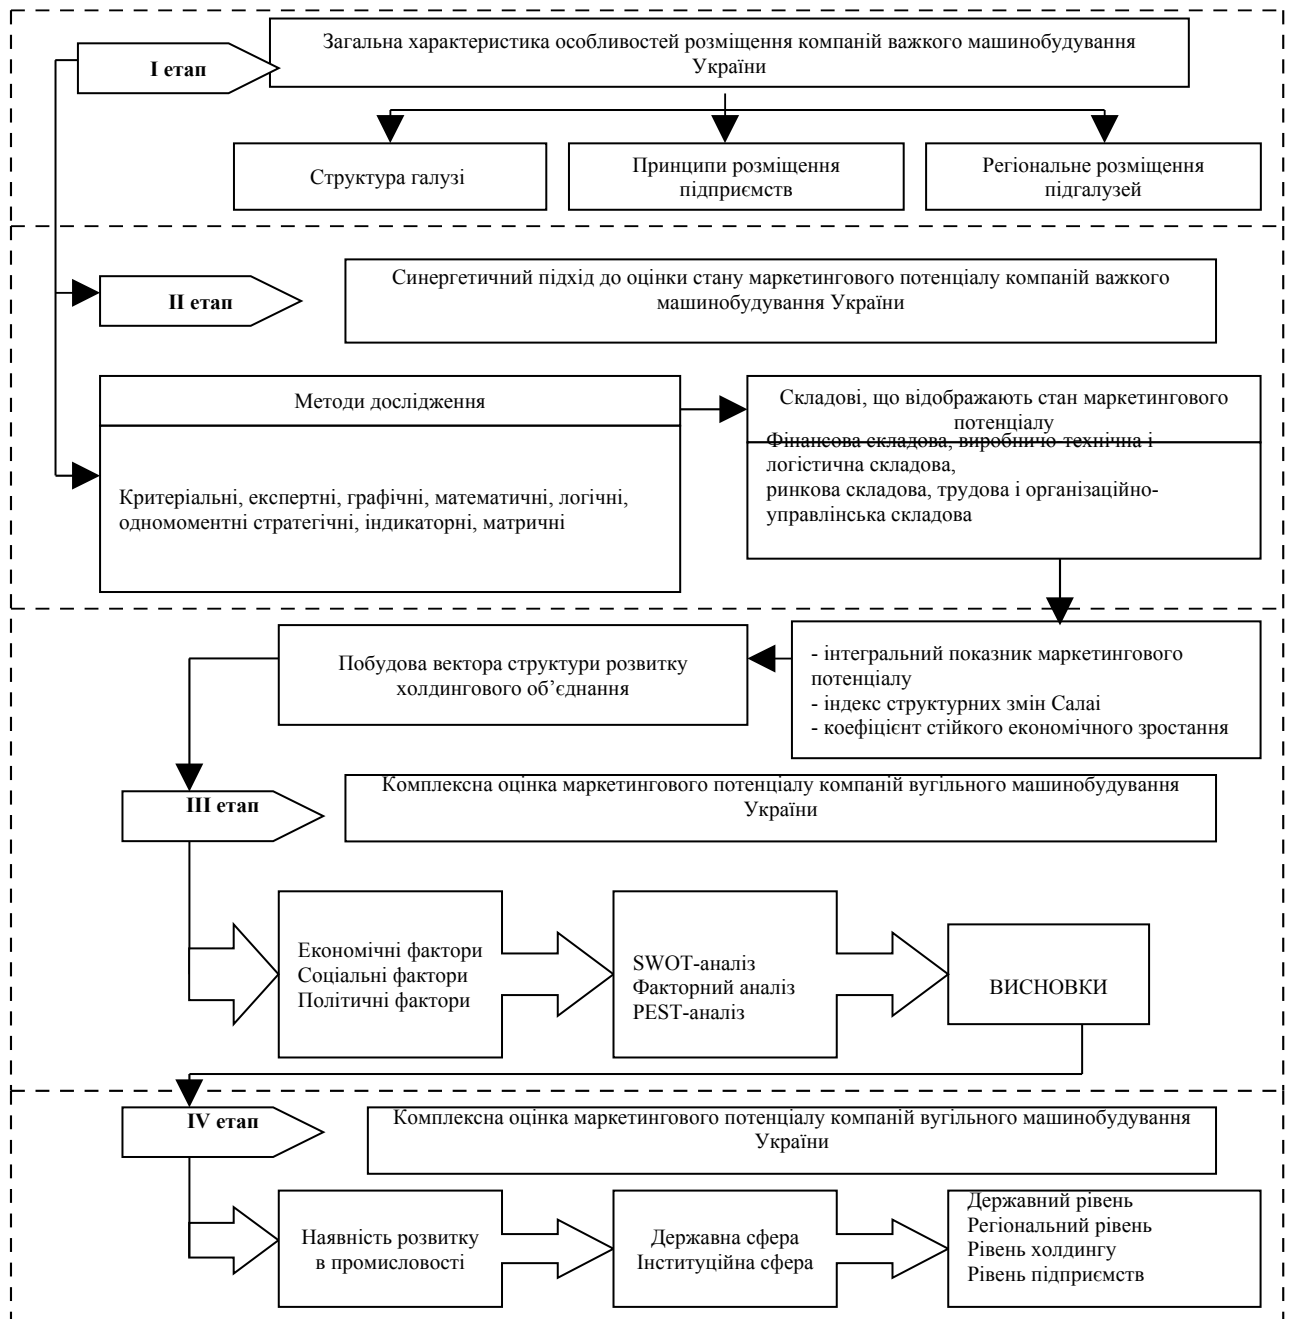 Загальна характеристика особливостей розміщення компаній важкого машинобудування
України
I етап
Структура галузі
Принципи розміщення
підприємств
Регіональне розміщення
підгалузей
Синергетичний підхід до оцінки стану маркетингового потенціалу компаній важкого
машинобудування України
II етап
Методи дослідження
Критеріальні, експертні, графічні, математичні, логічні,
одномоментні стратегічні, індикаторні, матричні
Складові, що відображають стан маркетингового
потенціалу
Фінансова складова, виробничо-технічна і
логістична складова,
ринкова складова, трудова і організаційно-
управлінська складова
Побудова вектора структури розвитку
холдингового об’єднання
- інтегральний показник маркетингового
потенціалу
- індекс структурних змін Салаі
- коефіцієнт стійкого економічного зростання
III етап
Комплексна оцінка маркетингового потенціалу компаній вугільного машинобудування
України
Економічні фактори
Соціальні фактори
Політичні фактори
SWOT-аналіз
Факторний аналіз
PEST-аналіз
ВИСНОВКИ
IV етап
Комплексна оцінка маркетингового потенціалу компаній вугільного машинобудування
України
Наявність розвитку
в промисловості
Державна сфера
Інституційна сфера
Державний рівень
Регіональний рівень
Рівень холдингу
Рівень підприємств